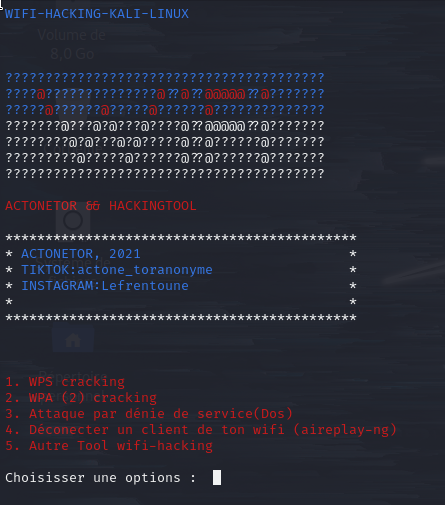 WIFI-HACKING-KALI-LINUX
Volume de
8,0 Go
????????????????????????????????????????
????@??????????????@??@??@@@@@??@???????
?????@??????@?????@??????@??????????????
???????@???@?@???@????@??@@@@@??@???????
????????@?@?????@?@?????@??@??????@???????
?????????@?????@?????@??@??????@???????
????????????????????????????????????????
ACTONETOR && HACKINGTOOL
********************************************
* ACTONETOR, 2021 *
* TIKTOK:actone_toranonyme *
* INSTAGRAM:Lefrentoune *
* *
********************************************
1. WPS cracking
2. WPA (2) cracking
3. Attaque par dénie de service(Dos)
4. Déconecter un client de ton wifi (aireplay-ng)
5. Autre Tool wifi-hacking
Choisisser une options :